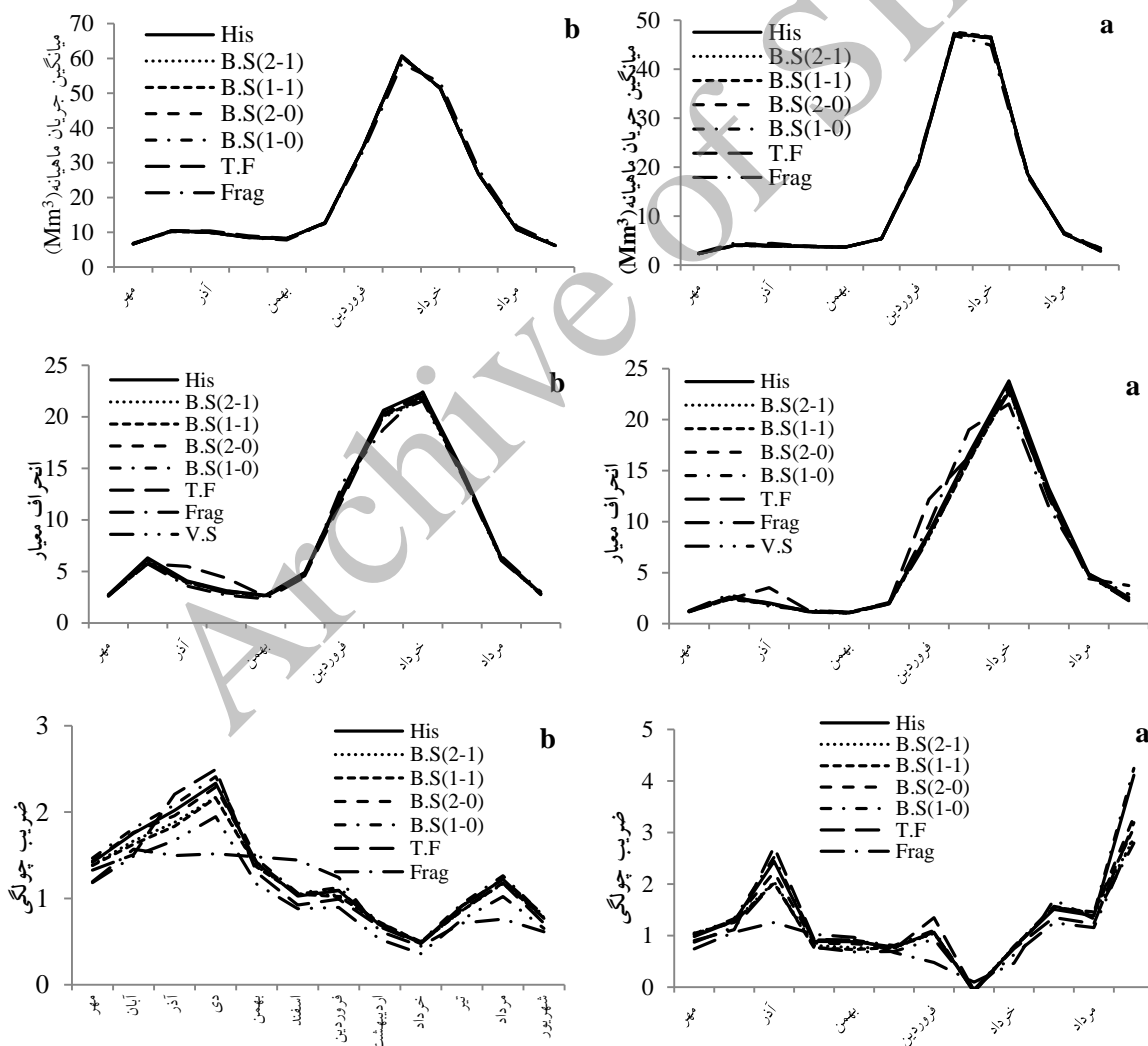 b
میانگین جریان ماهیانه(Mm³)
70
60
50
40
30
20
10
0
His
B.S(2-1)
B.S(1-1)
B.S(2-0)
B.S(1-0)
T.F
Frag
مهر
آذر
بهمن
فروردین
خرداد
مرداد
a
میانگین جریان ماهیانه(Mm³)
50
40
30
20
10
0
His
B.S(2-1)
B.S(1-1)
B.S(2-0)
B.S(1-0)
T.F
Frag
مهر
آذر
بهمن
فروردین
خرداد
مرداد
b
انحراف معیار
25
20
15
10
5
0
His
B.S(2-1)
B.S(1-1)
B.S(2-0)
B.S(1-0)
T.F
Frag
V.S
مهر
آذر
بهمن
فروردین
خرداد
مرداد
a
انحراف معیار
25
20
15
10
5
0
His
B.S(2-1)
B.S(1-1)
B.S(2-0)
B.S(1-0)
T.F
Frag
V.S
مهر
آذر
بهمن
فروردین
خرداد
مرداد
b
ضریب چولگی
3
2
1
0
His
B.S(2-1)
B.S(1-1)
B.S(2-0)
B.S(1-0)
T.F
Frag
مهر
آبان
آذر
دی
بهمن
اسفند
فروردین
اردیبهشت
خرداد
تیر
مرداد
شهریور
a
ضریب چولگی
5
4
3
2
1
0
His
B.S(2-1)
B.S(1-1)
B.S(2-0)
B.S(1-0)
T.F
Frag
مهر
آذر
بهمن
فروردین
خرداد
مرداد
Archive of SI